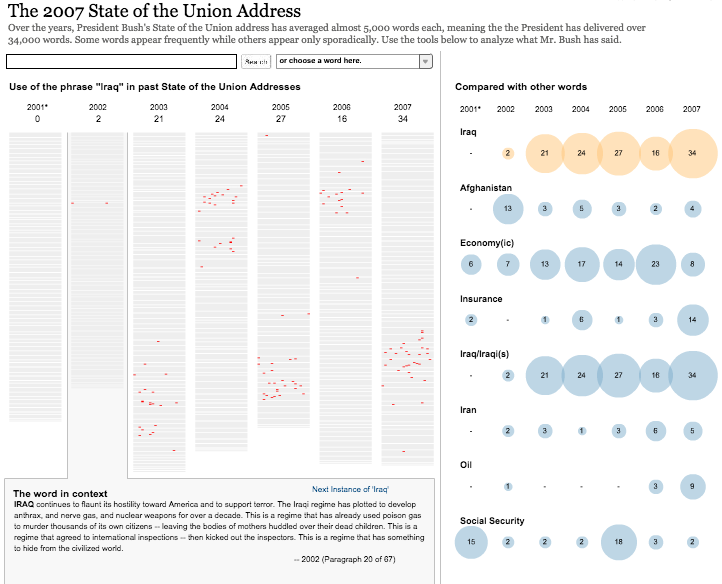 The 2007 State of the Union Address
Over the years, President Bush's State of the Union address has averaged almost 5,000 words each, meaning the the President has delivered over
34,000 words. Some words appear frequently while others appear only sporadically. Use the tools below to analyze what Mr. Bush has said.
Search
or choose a word here.
Use of the phrase "Iraq" in past State of the Union Addresses
2001* 2002 2003 2004 2005 2006 2007
0 2 21 24 27 16 34
The word in context
Next Instance of 'Iraq'
IRAQ continues to flaunt its hostility toward America and to support terror. The Iraqi regime has plotted to develop
anthrax, and nerve gas, and nuclear weapons for over a decade. This is a regime that has already used poison gas
to murder thousands of its own citizens -- leaving the bodies of mothers huddled over their dead children. This is a
regime that agreed to international inspections -- then kicked out the inspectors. This is a regime that has something
to hide from the civilized world.
-- 2002 (Paragraph 20 of 67)
Compared with other words
2001* 2002 2003 2004 2005 2006 2007
Iraq
- 2 21 24 27 16 34
Afghanistan
- 13 3 5 3 2 4
Economy(ic)
6 7 13 17 14 23 8
Insurance
2 - 1 6 1 3 14
Iraq/Iraqi(s)
- 2 21 24 27 16 34
Iran
- 2 3 1 3 6 5
Oil
- 1 - - - 3 9
Social Security
15 2 2 2 18 3 2